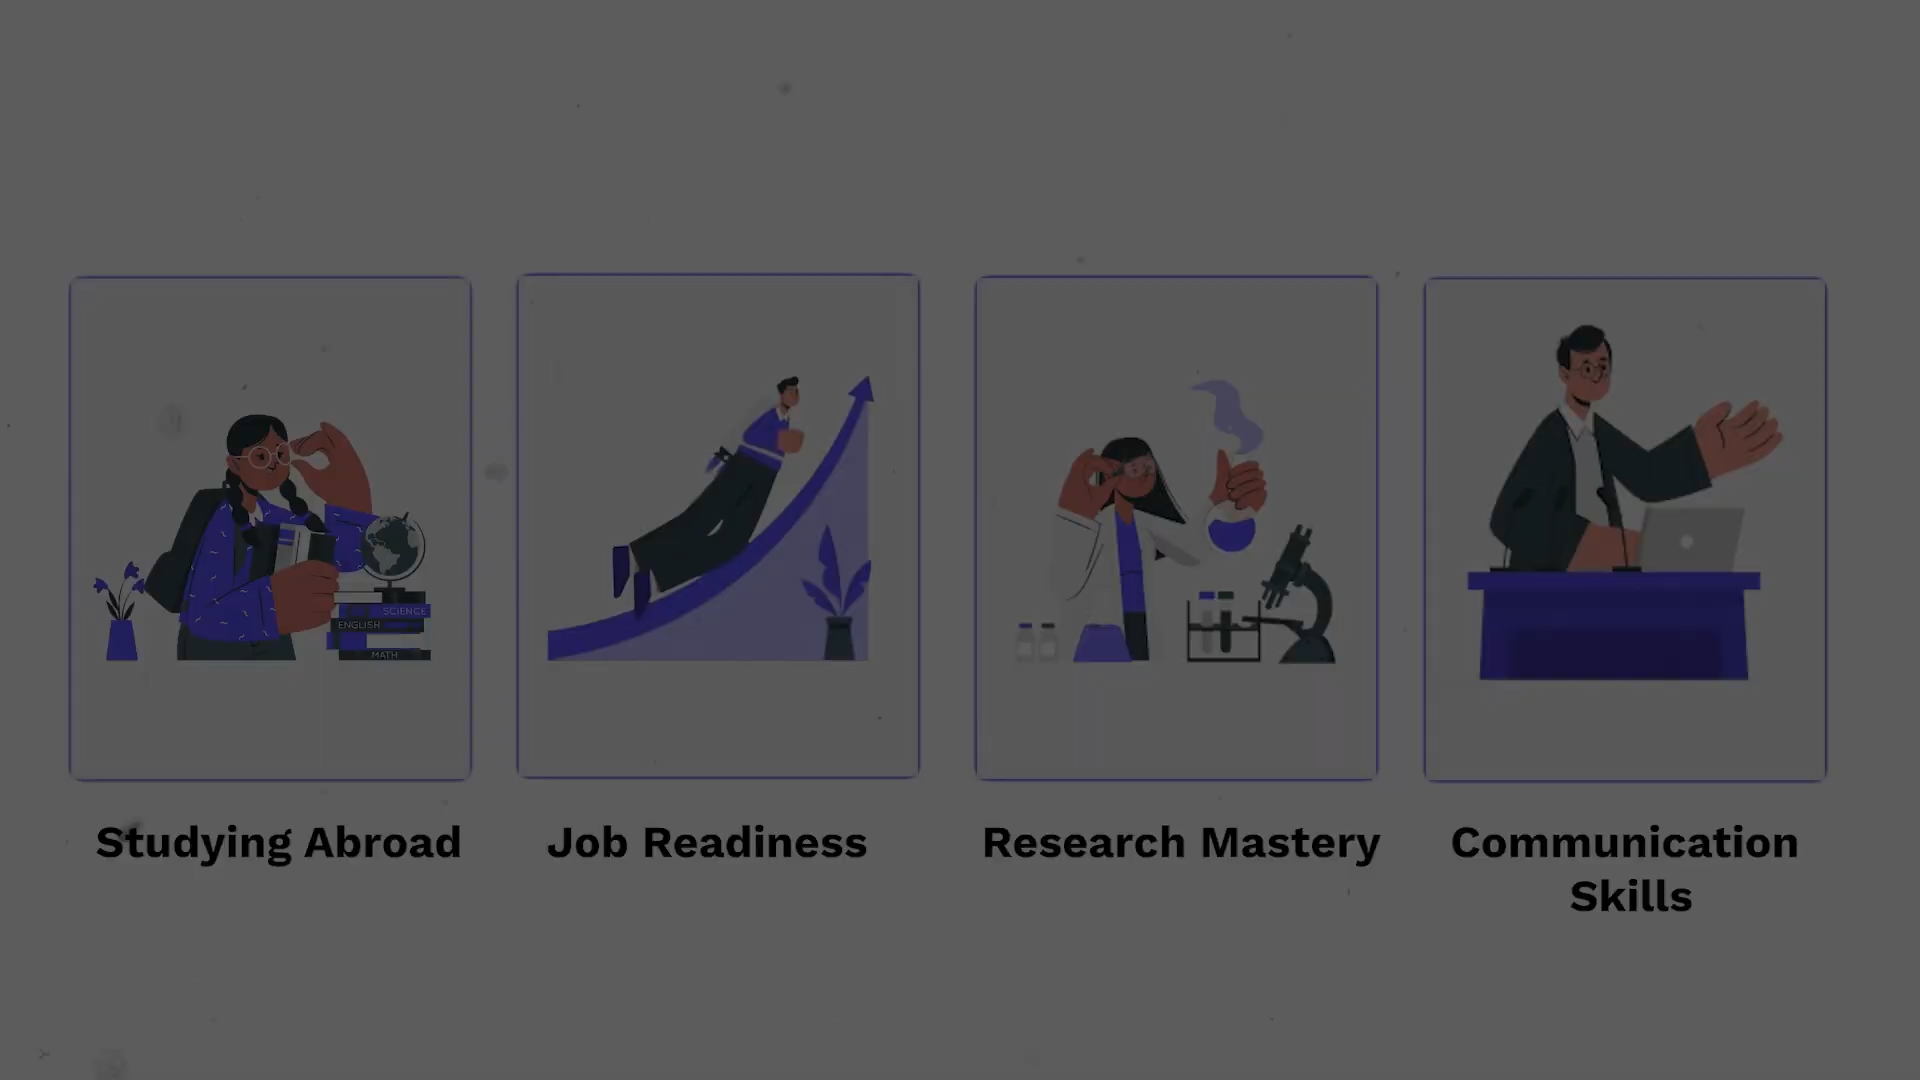 SCIENCE
ENGLISH
MATH
Studying Abroad
Job Readiness
Research Mastery
Communication
Skills